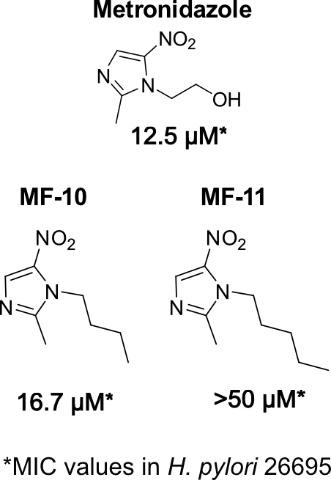 Metronidazole
NO₂
N
N
OH
12.5 µM*
MF-10
MF-11
NO₂
NO₂
N
N
N
N
16.7 µM*
>50 µM*
*MIC values in H. pylori 26695